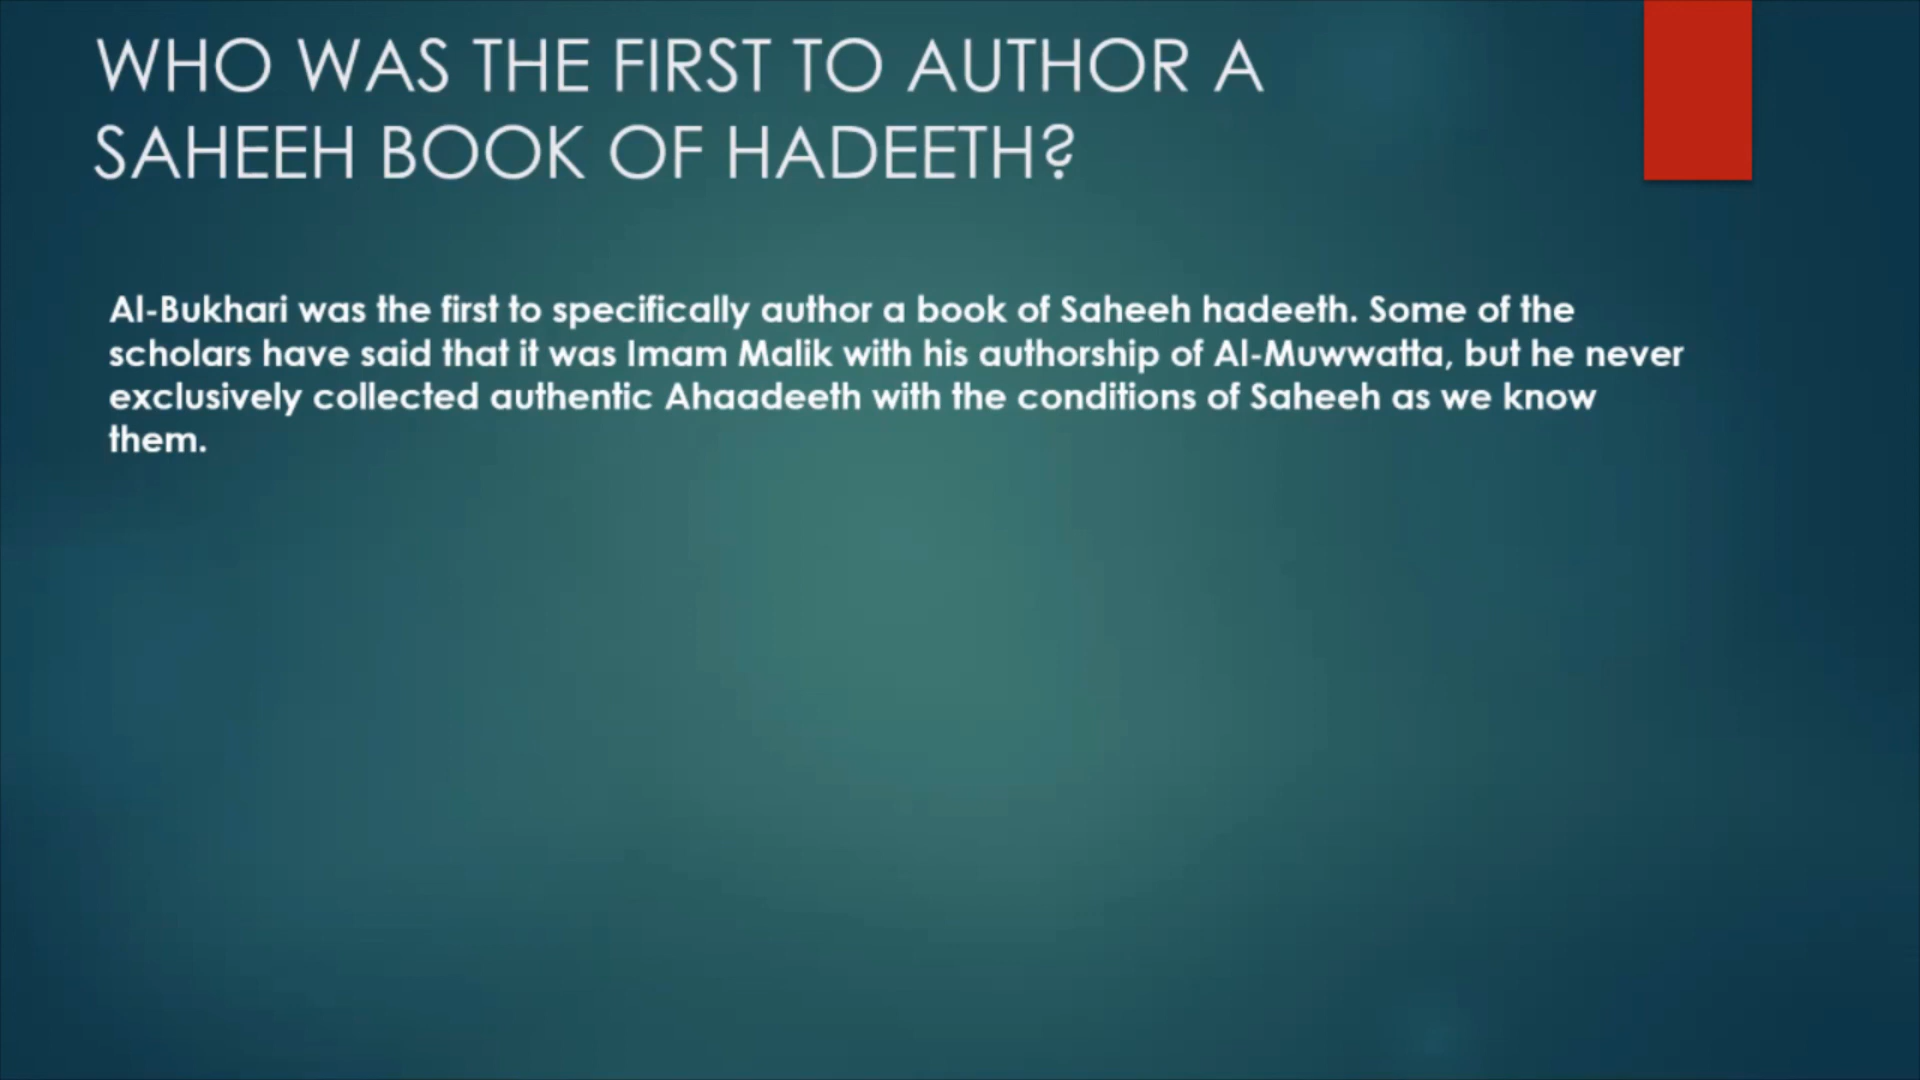 WHO WAS THE FIRST TO AUTHOR A
SAHEEH BOOK OF HADEETH?
Al-Bukhari was the first to specifically author a book of Saheeh hadeeth. Some of the
scholars have said that it was Imam Malik with his authorship of Al-Muwwatta, but he never
exclusively collected authentic Ahaadeeth with the conditions of Saheeh as we know
them.